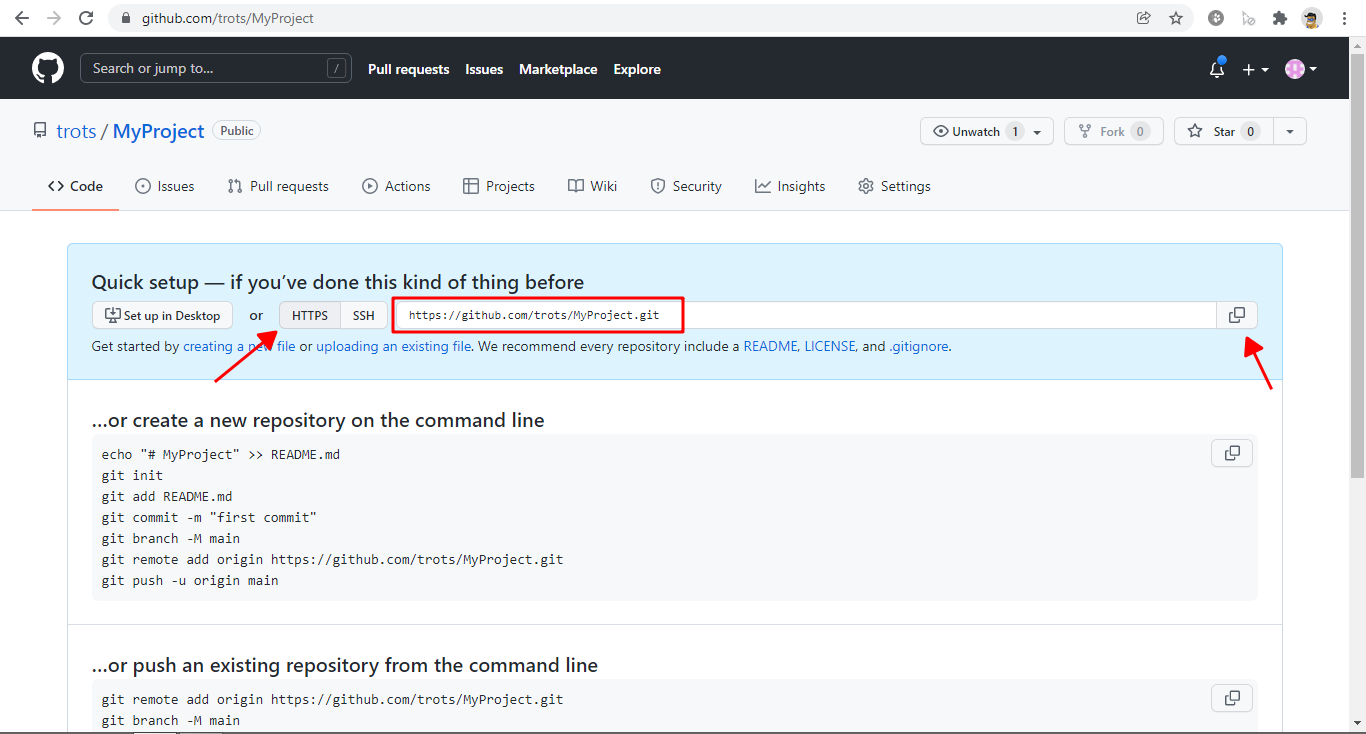 github.com/trots/MyProject
Search or jump to... /
Pull requests Issues Marketplace Explore
trots / MyProject Public
Unwatch 1 Fork 0 Star 0
Code Issues Pull requests Actions Projects Wiki Security Insights Settings
Quick setup — if you've done this kind of thing before
Set up in Desktop or HTTPS SSH https://github.com/trots/MyProject.git
Get started by creating a new file or uploading an existing file. We recommend every repository include a README, LICENSE, and .gitignore.
…or create a new repository on the command line
echo "# MyProject" >> README.md
git init
git add README.md
git commit -m "first commit"
git branch -M main
git remote add origin https://github.com/trots/MyProject.git
git push -u origin main
…or push an existing repository from the command line
git remote add origin https://github.com/trots/MyProject.git
git branch -M main